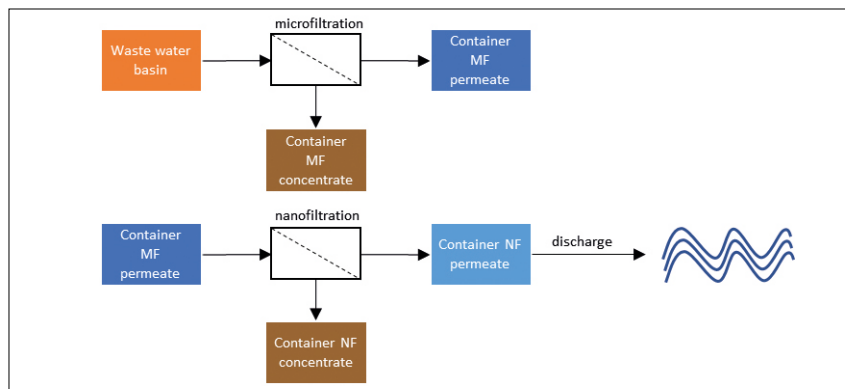 microfiltration
Waste water
basin
Container
MF
permeate
Container
MF
concentrate
nanofiltration
Container
MF
permeate
Container NF
permeate
discharge
Container NF
concentrate